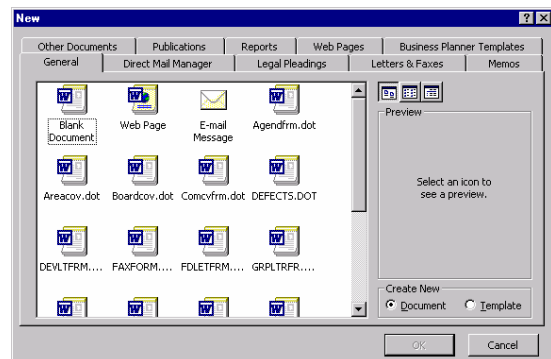 New
Other Documents Publications Reports Web Pages Business Planner Templates
General Direct Mail Manager Legal Pleadings Letters & Faxes Memos
Blank Document Web Page E-mail Message Agendfrm.dot
Areacov.dot Boardcov.dot Comcvfrm.dot DEFECTS.DOT
DEVLTFRM.... FAXFORM.... FDLETFRM.... GRPLTRFR....
Preview
Select an icon to
see a preview.
Create New
Document Template
OK Cancel